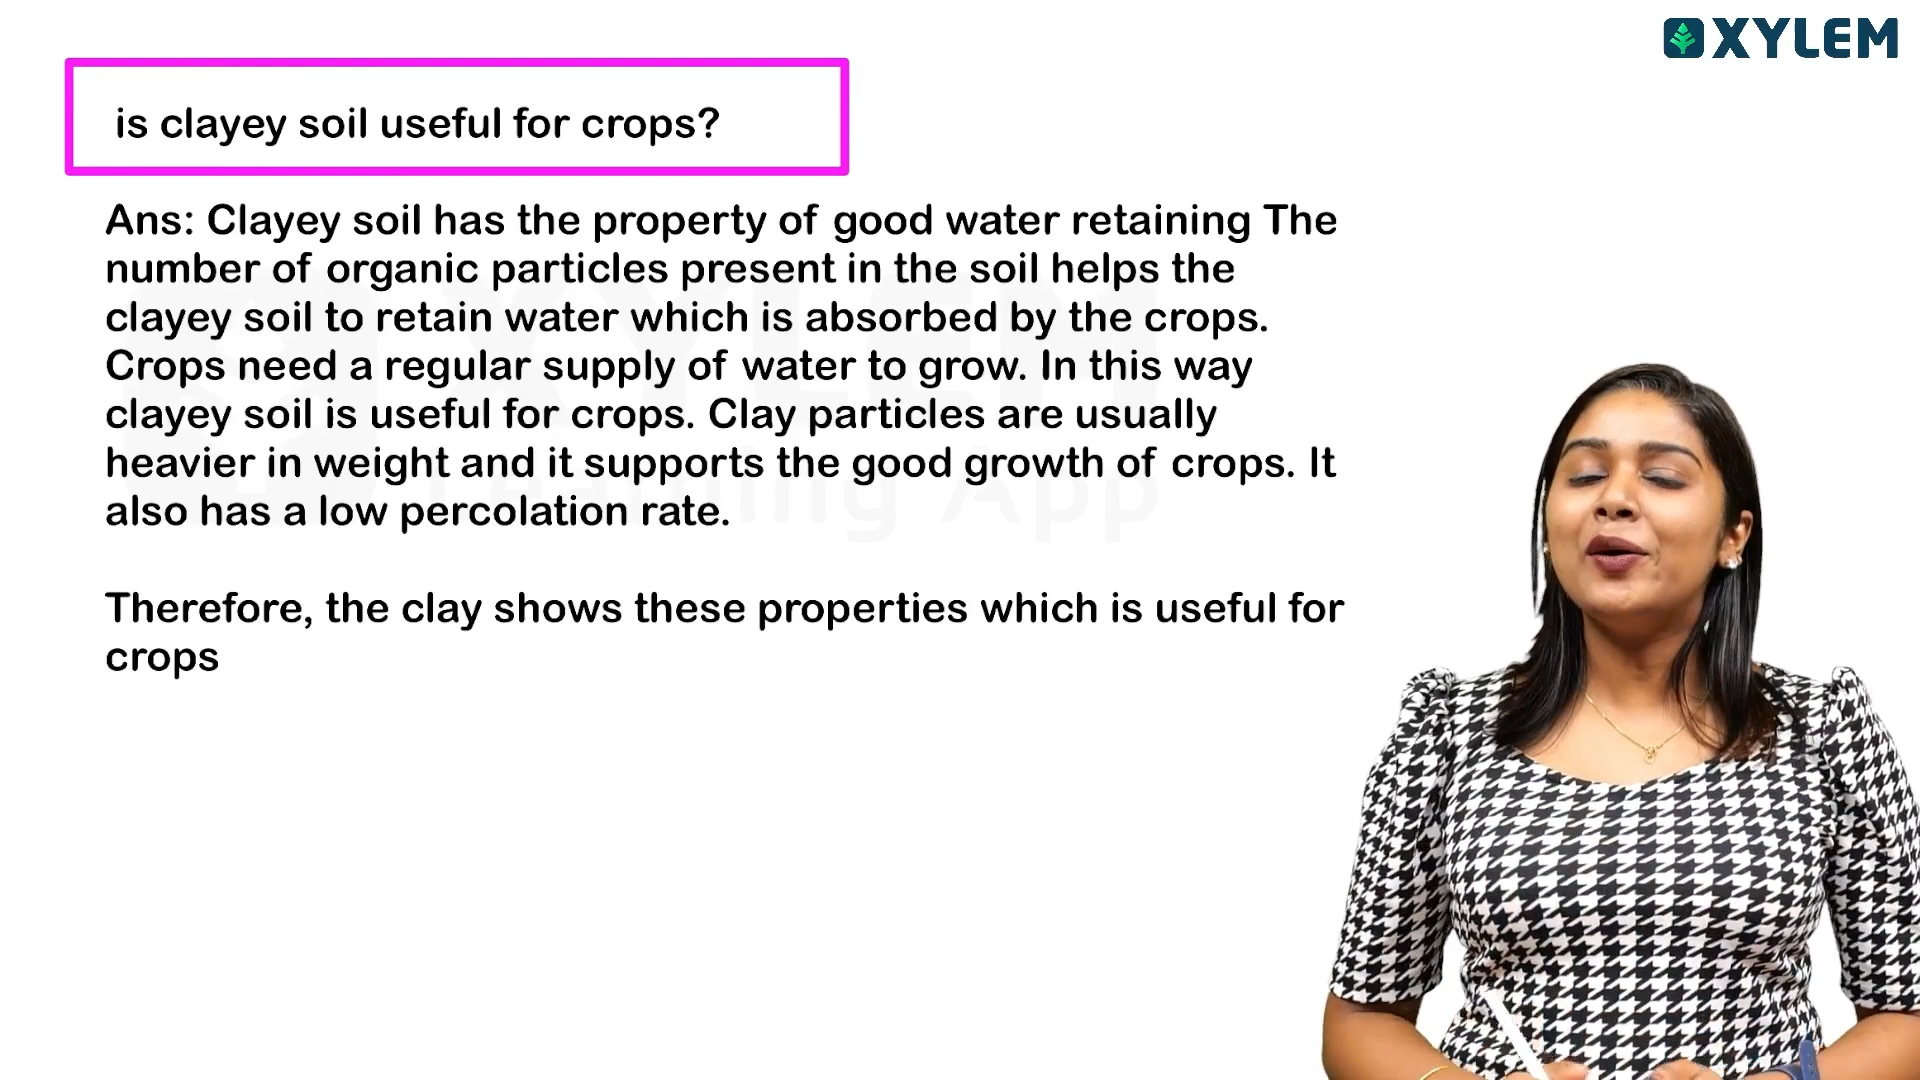 XYLEM
is clayey soil useful for crops?
Ans: Clayey soil has the property of good water retaining The
number of organic particles present in the soil helps the
clayey soil to retain water which is absorbed by the crops.
Crops need a regular supply of water to grow. In this way
clayey soil is useful for crops. Clay particles are usually
heavier in weight and it supports the good growth of crops. It
also has a low percolation rate.
Therefore, the clay shows these properties which is useful for
crops
XYLEM
Learning App